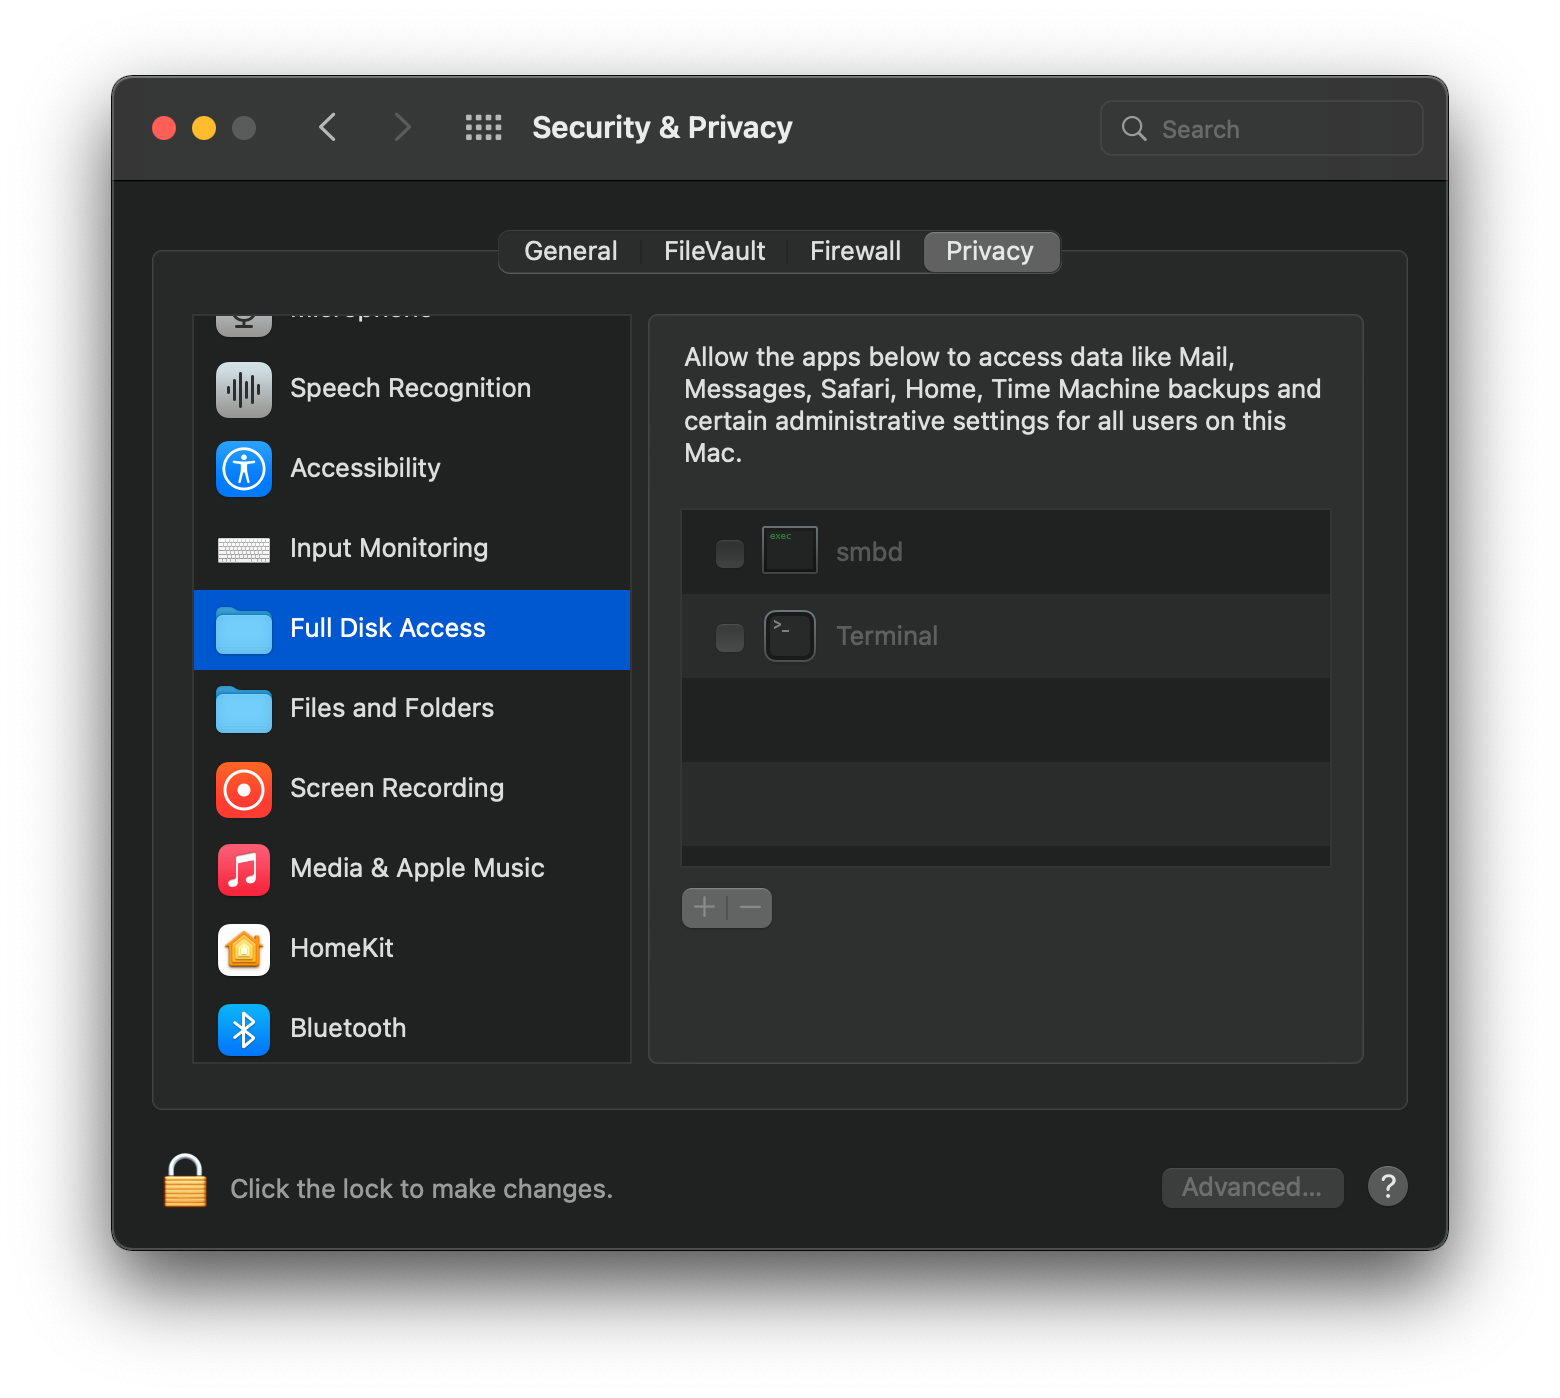 Security & Privacy
Search
General
FileVault
Firewall
Privacy
Speech Recognition
Accessibility
Input Monitoring
Full Disk Access
Files and Folders
Screen Recording
Media & Apple Music
HomeKit
Bluetooth
Allow the apps below to access data like Mail,
Messages, Safari, Home, Time Machine backups and
certain administrative settings for all users on this
Mac.
exec
smbd
>_
Terminal
Click the lock to make changes.
Advanced...
?